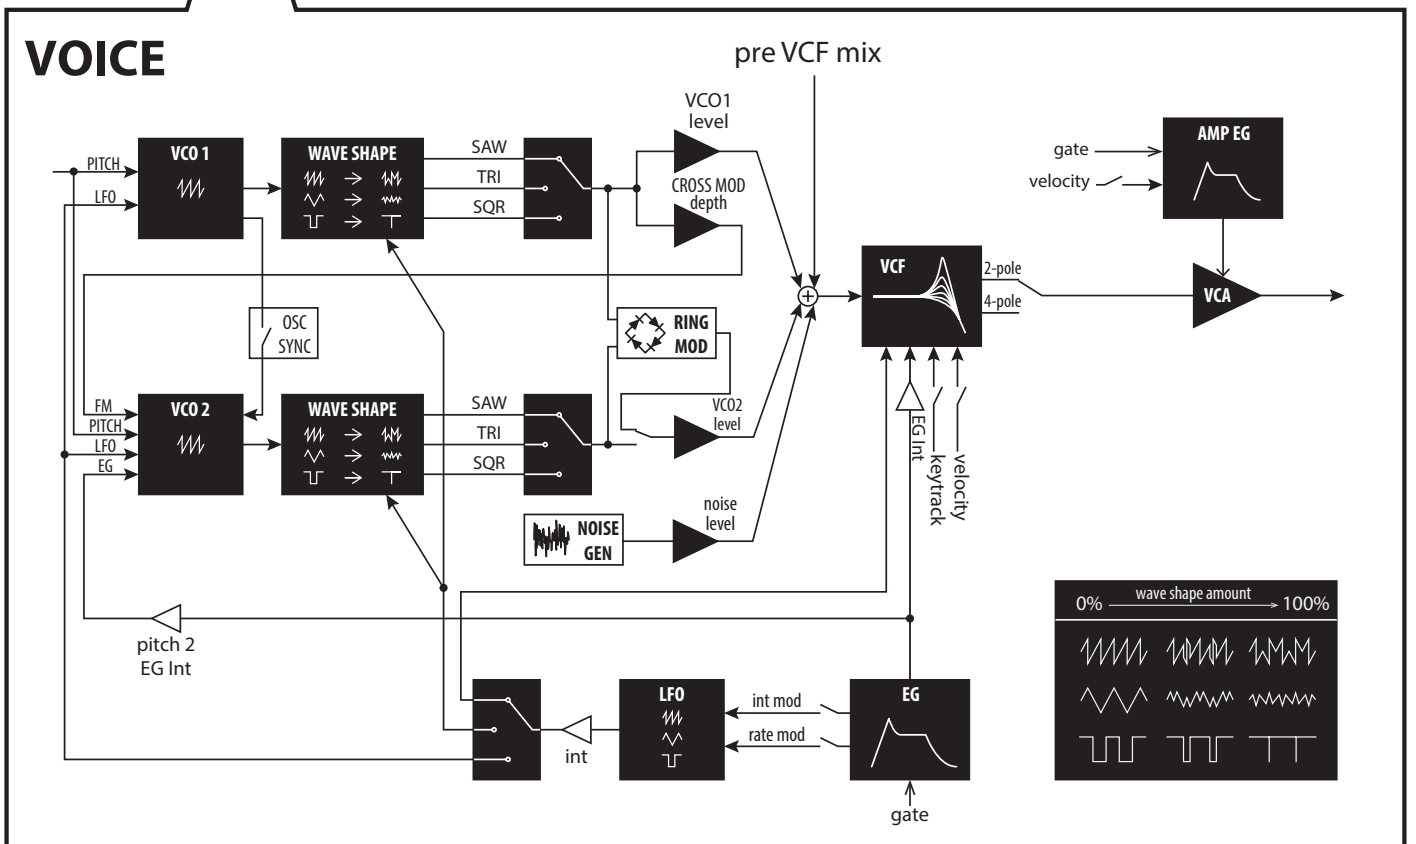 VOICE
pre VCF mix
VCO1
level
AMP EG
gate
velocity
PITCH
LFO
VCO 1
WAVE SHAPE
SAW
TRI
SQR
CROSS MOD
depth
VCF
2-pole
4-pole
VCA
OSC
SYNC
RING
MOD
FM
PITCH
LFO
EG
VCO 2
WAVE SHAPE
SAW
TRI
SQR
VCO2
level
EG Int
keytrack
velocity
NOISE
GEN
noise
level
pitch 2
EG Int
wave shape amount
0% 100%
LFO
int mod
rate mod
EG
int
gate